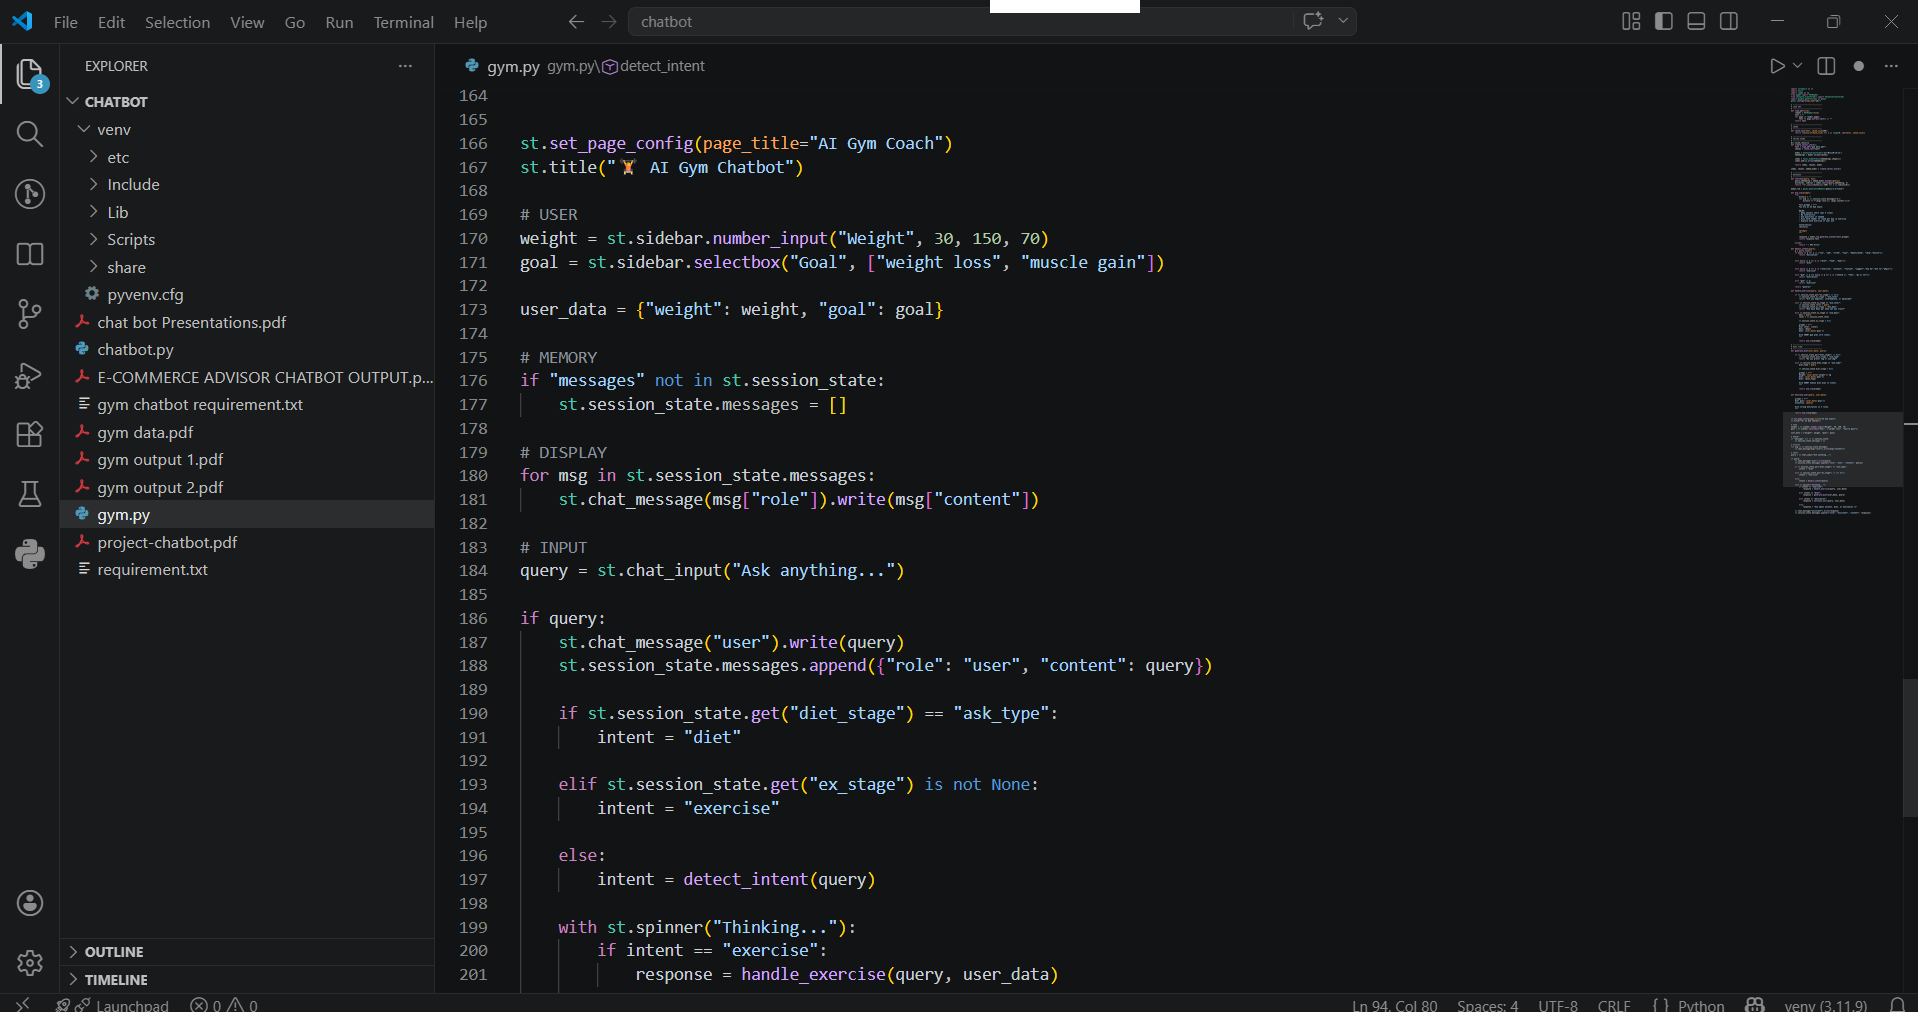 File Edit Selection View Go Run Terminal Help
chatbot
EXPLORER
3
CHATBOT
venv
etc
Include
Lib
Scripts
share
pyvenv.cfg
chat bot Presentations.pdf
chatbot.py
E-COMMERCE ADVISOR CHATBOT OUTPUT.p...
gym chatbot requirement.txt
gym data.pdf
gym output 1.pdf
gym output 2.pdf
gym.py
project-chatbot.pdf
requirement.txt
OUTLINE
TIMELINE
gym.py gym.py\detect_intent
164
165
166 st.set_page_config(page_title="AI Gym Coach")
167 st.title("🏋 AI Gym Chatbot")
168
169 # USER
170 weight = st.sidebar.number_input("Weight", 30, 150, 70)
171 goal = st.sidebar.selectbox("Goal", ["weight loss", "muscle gain"])
172
173 user_data = {"weight": weight, "goal": goal}
174
175 # MEMORY
176 if "messages" not in st.session_state:
177     st.session_state.messages = []
178
179 # DISPLAY
180 for msg in st.session_state.messages:
181     st.chat_message(msg["role"]).write(msg["content"])
182
183 # INPUT
184 query = st.chat_input("Ask anything...")
185
186 if query:
187     st.chat_message("user").write(query)
188     st.session_state.messages.append({"role": "user", "content": query})
189
190     if st.session_state.get("diet_stage") == "ask_type":
191         intent = "diet"
192
193     elif st.session_state.get("ex_stage") is not None:
194         intent = "exercise"
195
196     else:
197         intent = detect_intent(query)
198
199     with st.spinner("Thinking..."):
200         if intent == "exercise":
201             response = handle_exercise(query, user_data)
Launchpad 0 0 Ln 94, Col 80 Spaces: 4 UTF-8 CRLF { } Python venv (3.11.9)